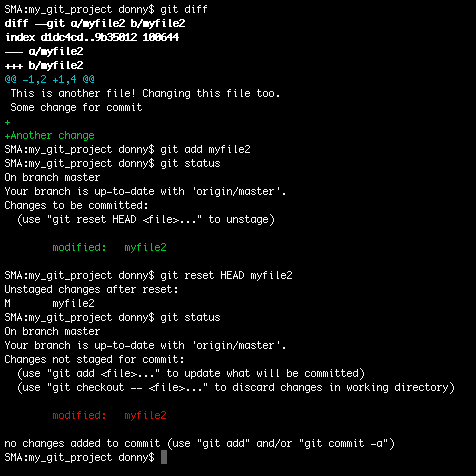 SMA:my_git_project donny$ git diff
diff --git a/myfile2 b/myfile2
index d1dc4cd..9b35012 100644
--- a/myfile2
+++ b/myfile2
@@ -1,2 +1,4 @@
 This is another file! Changing this file too.
 Some change for commit
+
+Another change
SMA:my_git_project donny$ git add myfile2
SMA:my_git_project donny$ git status
On branch master
Your branch is up-to-date with 'origin/master'.
Changes to be committed:
  (use "git reset HEAD <file>..." to unstage)

        modified:   myfile2

SMA:my_git_project donny$ git reset HEAD myfile2
Unstaged changes after reset:
M       myfile2
SMA:my_git_project donny$ git status
On branch master
Your branch is up-to-date with 'origin/master'.
Changes not staged for commit:
  (use "git add <file>..." to update what will be committed)
  (use "git checkout -- <file>..." to discard changes in working directory)

        modified:   myfile2

no changes added to commit (use "git add" and/or "git commit -a")
SMA:my_git_project donny$